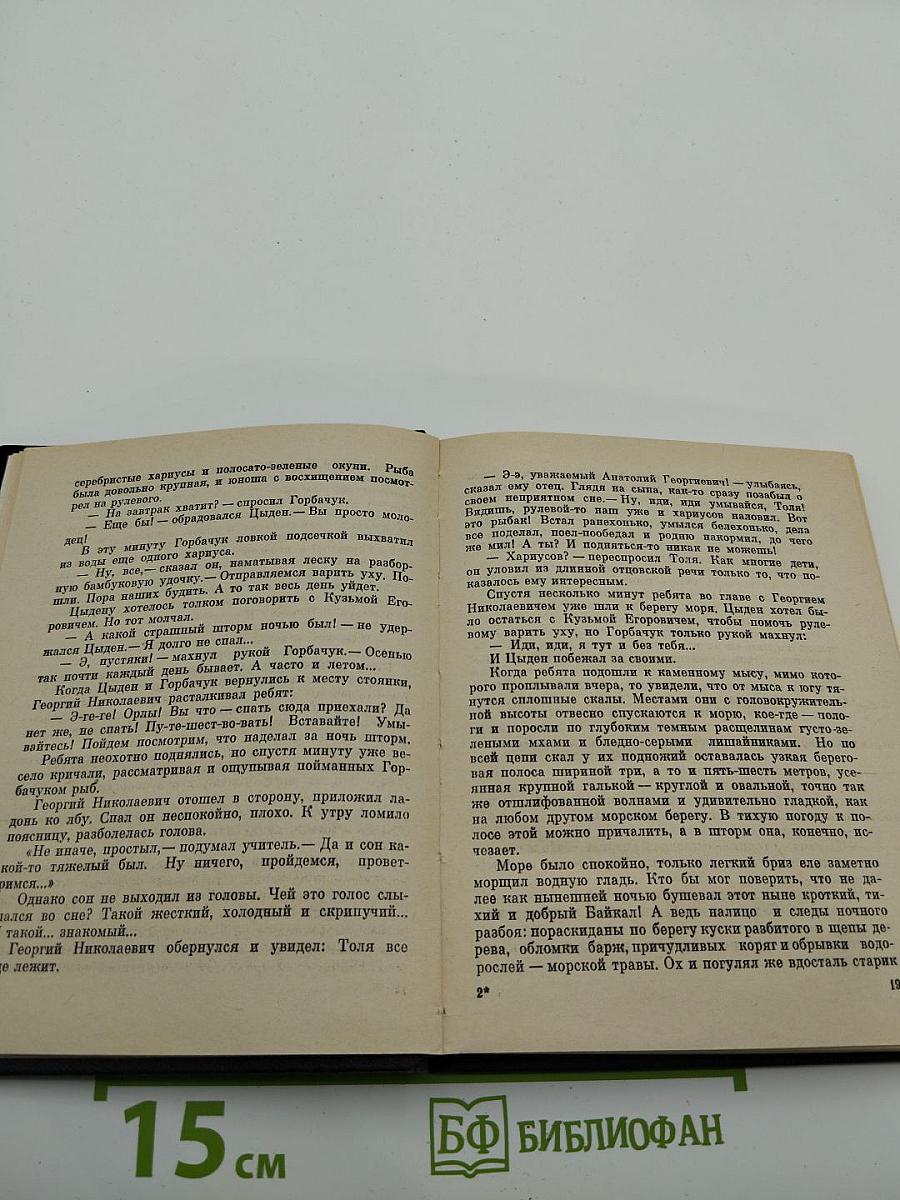 серебристые хариусы и полосато-зеленые окуни. Рыба
была довольно крупная, и юноша с восхищением посмот-
рел на рулевого.
— На завтрак хватит? — спросил Горбачук.
— Еще бы! — обрадовался Цыден. — Вы просто моло-
дец!
В эту минуту Горбачук ловкой подсечкой выхватил
из воды еще одного хариуса.
— Ну, все, — сказал он, наматывая леску на разбор-
ную бамбуковую удочку. — Отправляемся варить уху. По-
шли. Пора наших будить. А то так весь день уйдет.
Цыдену хотелось толком поговорить с Кузьмой Его-
ровичем. Но тот молчал.
— А какой страшный шторм ночью был! — не удер-
жался Цыден. — Я долго не спал...
— Э, пустяки! — махнул рукой Горбачук. — Осенью
так почти каждый день бывает. А часто и летом...
Когда Цыден и Горбачук вернулись к месту стоянки,
Георгий Николаевич расталкивал ребят:
— Э-ге-ге! Орлы! Вы что — спать сюда приехали? Да
нет же, не спать! Пу-те-шест-во-вать! Вставайте! Умы-
вайтесь! Пойдем посмотрим, что наделал за ночь шторм.
Ребята неохотно поднялись, но спустя минуту уже ве-
село кричали, рассматривая и ощупывая пойманных Гор-
бачуком рыб.
Георгий Николаевич отошел в сторону, приложил ла-
донь ко лбу. Спал он неспокойно, плохо. К утру ломило
поясницу, разболелась голова.
«Не иначе, простыл, — подумал учитель. — Да и сон ка-
кой-то тяжелый был. Ну ничего, пройдемся, провет-
римся...»
Однако сон не выходил из головы. Чей это голос слы-
шался во сне? Такой жесткий, холодный и скрипучий...
И такой... знакомый...
Георгий Николаевич обернулся и увидел: Толя все
еще лежит.
— Э-э, уважаемый Анатолий Георгиевич! — улыбаясь,
сказал ему отец. Глядя на сына, как-то сразу позабыл о
своем неприятном сне. — Ну, иди, иди умывайся, Толя!
Видишь, рулевой-то наш уже и хариусов наловил. Вот
это рыбак! Встал ранехонько, умылся белехонько, дела
все поделал, поел-пообедал и родню накормил, до чего
же мил! А ты? И подняться-то никак не можешь!
— Хариусов? — переспросил Толя. Как многие дети,
он уловил из длинной отцовской речи только то, что по-
казалось ему интересным.
Спустя несколько минут ребята во главе с Георгием
Николаевичем уже шли к берегу моря. Цыден хотел бы-
ло остаться с Кузьмой Егоровичем, чтобы помочь руле-
вому варить уху, но Горбачук только рукой махнул:
— Иди, иди, я тут и без тебя...
И Цыден побежал за своими.
Когда ребята подошли к каменному мысу, мимо ко-
торого проплывали вчера, то увидели, что от мыса к югу тя-
нутся сплошные скалы. Местами они с головокружитель-
ной высоты отвесно спускаются к морю, кое-где — поло-
ги и поросли по глубоким темным расщелинам густо-зе-
леными мхами и бледно-серыми лишайниками. Но по
всей цепи скал у их подножий оставалась узкая берего-
вая полоса шириной три, а то и пять-шесть метров, усе-
янная крупной галькой — круглой и овальной, точно так
же отшлифованной волнами и удивительно гладкой, как
на любом другом морском берегу. В тихую погоду к по-
лосе этой можно причалить, а в шторм она, конечно, ис-
чезает.
Море было спокойно, только легкий бриз еле заметно
морщил водную гладь. Кто бы мог поверить, что не да-
лее как нынешней ночью бушевал этот ныне кроткий, ти-
хий и добрый Байкал! А ведь налицо и следы ночного
разбоя: пораскиданы по берегу куски разбитого в щепы де-
рева, обломки барж, причудливых коряг и обрывки водо-
рослей — морской травы. Ох и погулял же вдосталь старик
2*
19
15 см
БФ БИБЛИОФАН